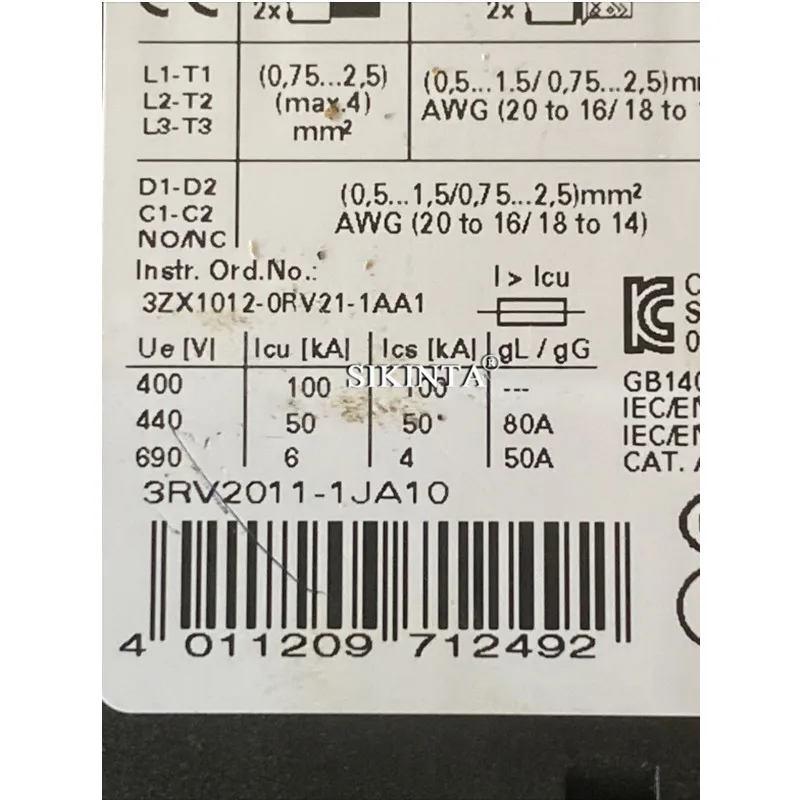 CE
2x
2x
L1-T1
L2-T2
L3-T3
(0,75...2,5)
(max.4)
mm²
(0,5...1.5/ 0,75...2,5)m
AWG (20 to 16/ 18 to
D1-D2
C1-C2
NO/NC
(0,5...1,5/0,75...2,5)mm²
AWG (20 to 16/ 18 to 14)
Instr. Ord.No.:
3ZX1012-0RV21-1AA1
I > Icu
Ue [V] Icu [kA] Ics [kA] gL / gG
400 100 100 ---
440 50 50 80A
690 6 4 50A
SIKINTA®
3RV2011-1JA10
4 011209 712492
KC
C
S
0
GB140
IEC/EN
IEC/EN
CAT. A